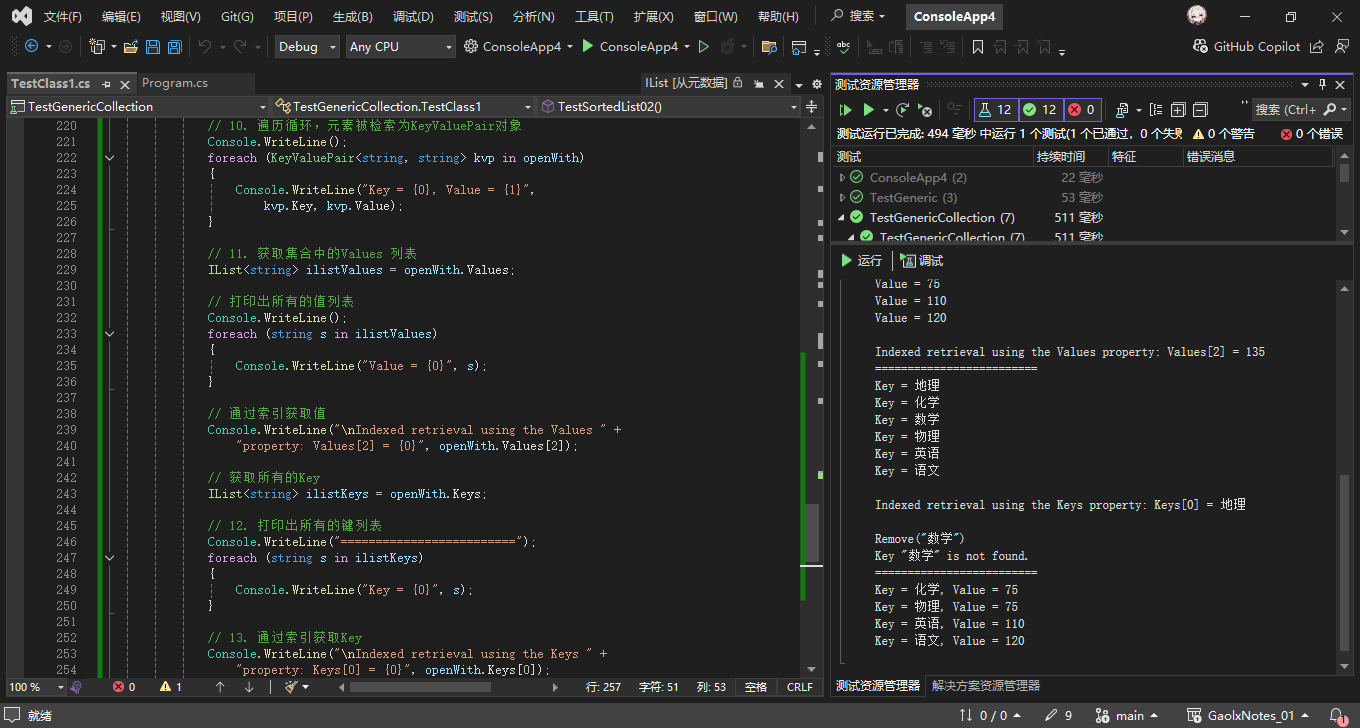 文件(F) 编辑(E) 视图(V) Git(G) 项目(P) 生成(B) 调试(D) 测试(S) 分析(N) 工具(T) 扩展(X) 窗口(W) 帮助(H) 搜索 ConsoleApp4
Debug Any CPU ConsoleApp4 ConsoleApp4 abc GitHub Copilot
TestClass1.cs Program.cs IList [从元数据]
TestGenericCollection TestGenericCollection.TestClass1 TestSortedList02()
220 // 10. 遍历循环，元素被检索为KeyValuePair对象
221 Console.WriteLine();
222 foreach (KeyValuePair<string, string> kvp in openWith)
223 {
224 Console.WriteLine("Key = {0}, Value = {1}",
225 kvp.Key, kvp.Value);
226 }
227
228 // 11. 获取集合中的Values 列表
229 IList<string> ilistValues = openWith.Values;
230
231 // 打印出所有的值列表
232 Console.WriteLine();
233 foreach (string s in ilistValues)
234 {
235 Console.WriteLine("Value = {0}", s);
236 }
237
238 // 通过索引获取值
239 Console.WriteLine("\nIndexed retrieval using the Values " +
240 "property: Values[2] = {0}", openWith.Values[2]);
241
242 // 获取所有的Key
243 IList<string> ilistKeys = openWith.Keys;
244
245 // 12. 打印出所有的键列表
246 Console.WriteLine("=========================");
247 foreach (string s in ilistKeys)
248 {
249 Console.WriteLine("Key = {0}", s);
250 }
251
252 // 13. 通过索引获取Key
253 Console.WriteLine("\nIndexed retrieval using the Keys " +
254 "property: Keys[0] = {0}", openWith.Keys[0]);
100 % 0 1 行: 257 字符: 51 列: 53 空格 CRLF
测试资源管理器
12 12 0 搜索 (Ctrl+
测试运行已完成: 494 毫秒 中运行 1 个测试(1 个已通过，0 个失 0 个警告 0 个错误
测试 持续时间 特征 错误消息
ConsoleApp4 (2) 22 毫秒
TestGeneric (3) 53 毫秒
TestGenericCollection (7) 511 毫秒
TestGenericCollection (7) 511 毫秒
运行 调试
Value = 75
Value = 110
Value = 120
Indexed retrieval using the Values property: Values[2] = 135
=========================
Key = 地理
Key = 化学
Key = 数学
Key = 物理
Key = 英语
Key = 语文
Indexed retrieval using the Keys property: Keys[0] = 地理
Remove("数学")
Key "数学" is not found.
=========================
Key = 化学, Value = 75
Key = 物理, Value = 75
Key = 英语, Value = 110
Key = 语文, Value = 120
测试资源管理器 解决方案资源管理器
就绪 0 / 0 9 main GaolxNotes_01 1